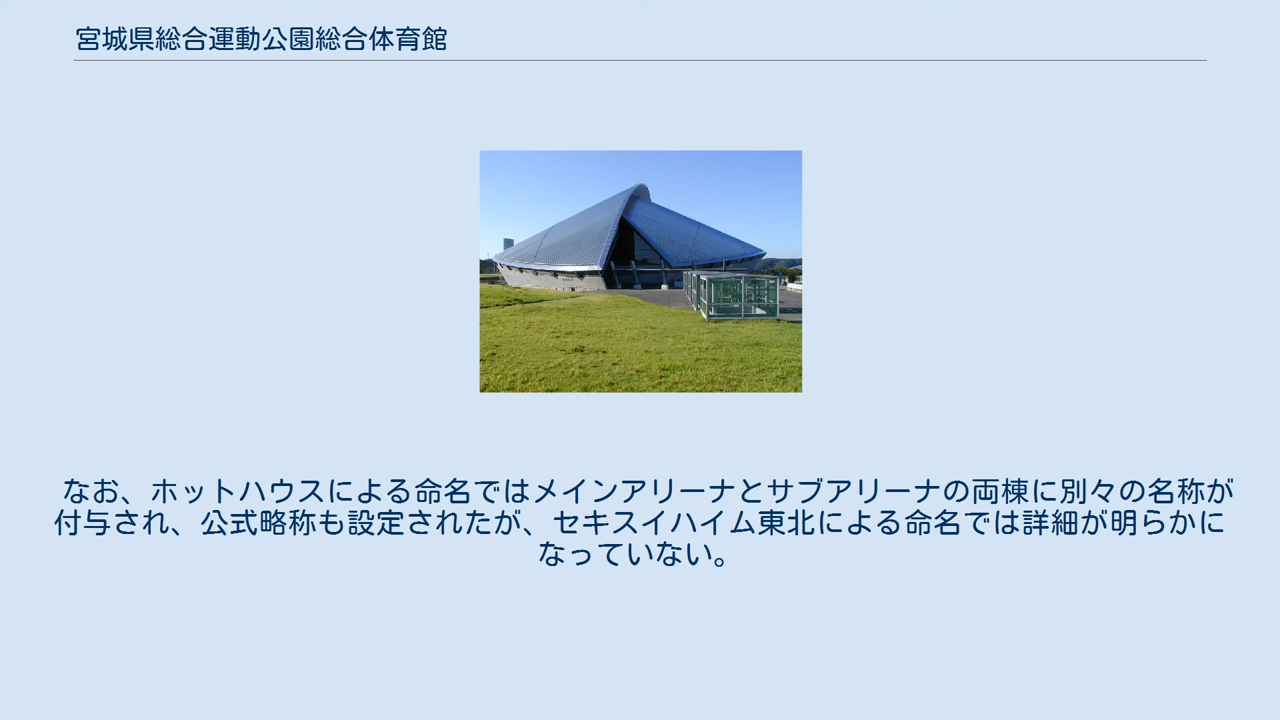 宮城県総合運動公園総合体育館
なお、ホットハウスによる命名ではメインアリーナとサブアリーナの両棟に別々の名称が
付与され、公式略称も設定されたが、セキスイハイム東北による命名では詳細が明らかに
なっていない。